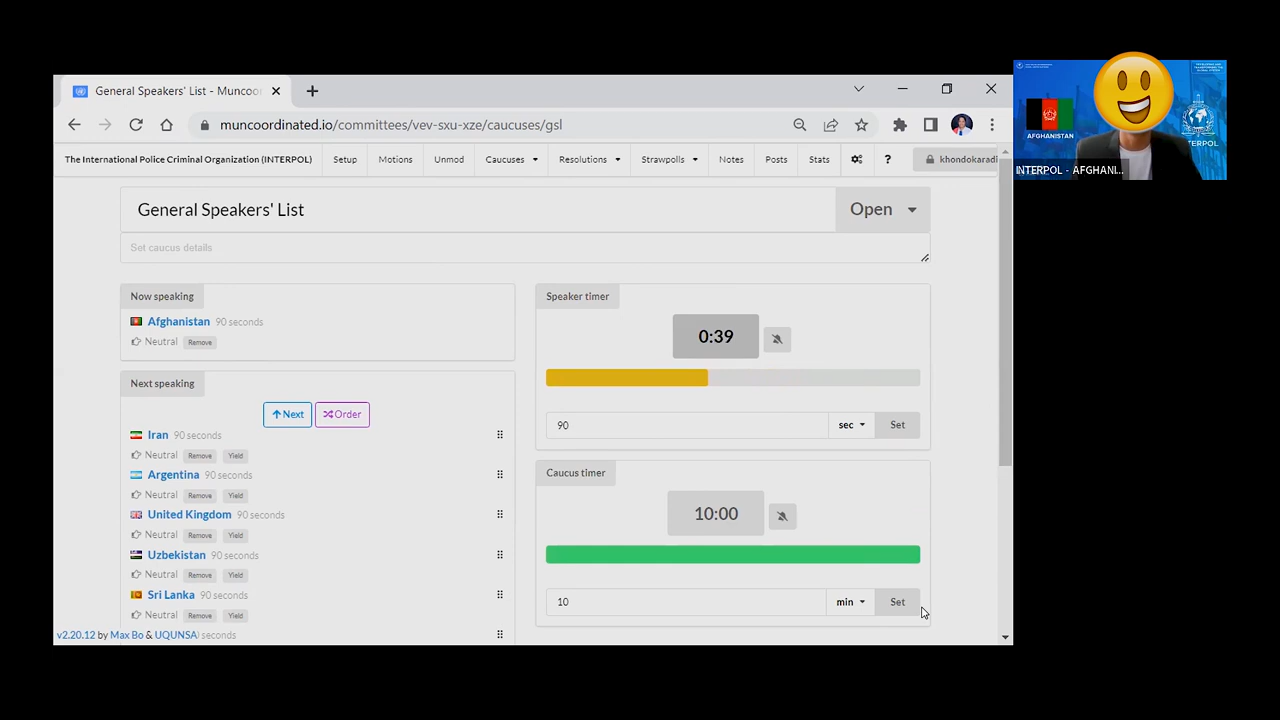 General Speakers' List - Muncoor
muncoordinated.io/committees/vev-sxu-xze/caucuses/gsl
The International Police Criminal Organization (INTERPOL) Setup Motions Unmod Caucuses Resolutions Strawpolls Notes Posts Stats ? khondokaradi
General Speakers' List Open
Set caucus details
Now speaking
Afghanistan 90 seconds
Neutral Remove
Next speaking
Next Order
Iran 90 seconds
Neutral Remove Yield
Argentina 90 seconds
Neutral Remove Yield
United Kingdom 90 seconds
Neutral Remove Yield
Uzbekistan 90 seconds
Neutral Remove Yield
Sri Lanka 90 seconds
Neutral Remove Yield
v2.20.12 by Max Bo & UQUNSA seconds
Speaker timer
0:39
90 sec Set
Caucus timer
10:00
10 min Set
AFGHANISTAN
TERPOL
INTERPOL - AFGHANI...